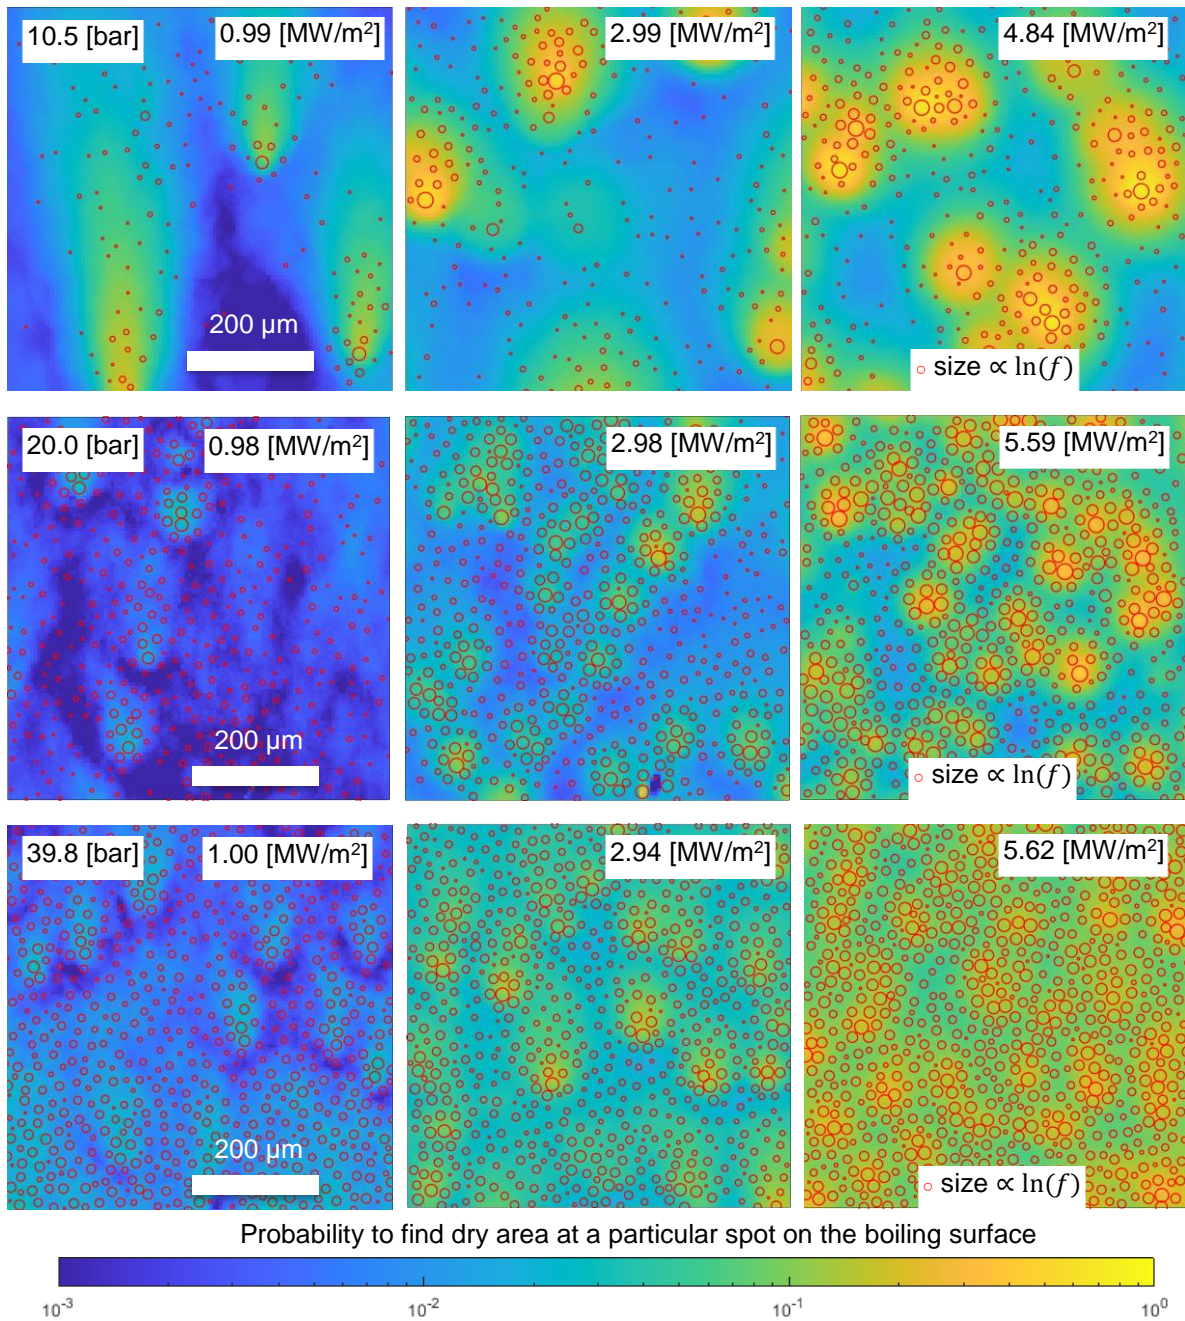 10.5 [bar] 0.99 [MW/m²] 2.99 [MW/m²] 4.84 [MW/m²]
200 μm
size ∝ ln(f)
20.0 [bar] 0.98 [MW/m²] 2.98 [MW/m²] 5.59 [MW/m²]
200 μm
size ∝ ln(f)
39.8 [bar] 1.00 [MW/m²] 2.94 [MW/m²] 5.62 [MW/m²]
200 μm
size ∝ ln(f)
Probability to find dry area at a particular spot on the boiling surface
10⁻³ 10⁻² 10⁻¹ 10⁰